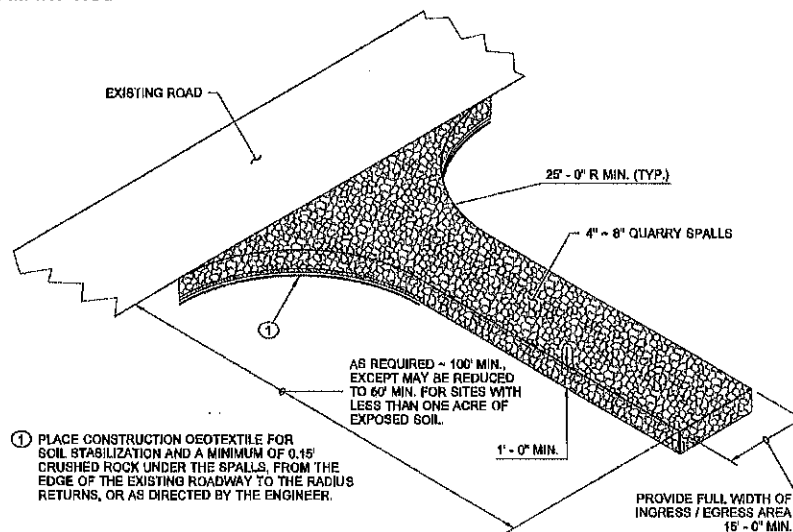 EXISTING ROAD
25' - 0" R MIN. (TYP.)
4" ~ 8" QUARRY SPALLS
1
AS REQUIRED ~ 100' MIN.,
EXCEPT MAY BE REDUCED
TO 50' MIN. FOR SITES WITH
LESS THAN ONE ACRE OF
EXPOSED SOIL.
1' - 0" MIN.
1 PLACE CONSTRUCTION GEOTEXTILE FOR
SOIL STABILIZATION AND A MINIMUM OF 0.15'
CRUSHED ROCK UNDER THE SPALLS, FROM THE
EDGE OF THE EXISTING ROADWAY TO THE RADIUS
RETURNS, OR AS DIRECTED BY THE ENGINEER.
PROVIDE FULL WIDTH OF
INGRESS / EGRESS AREA
15' - 0" MIN.